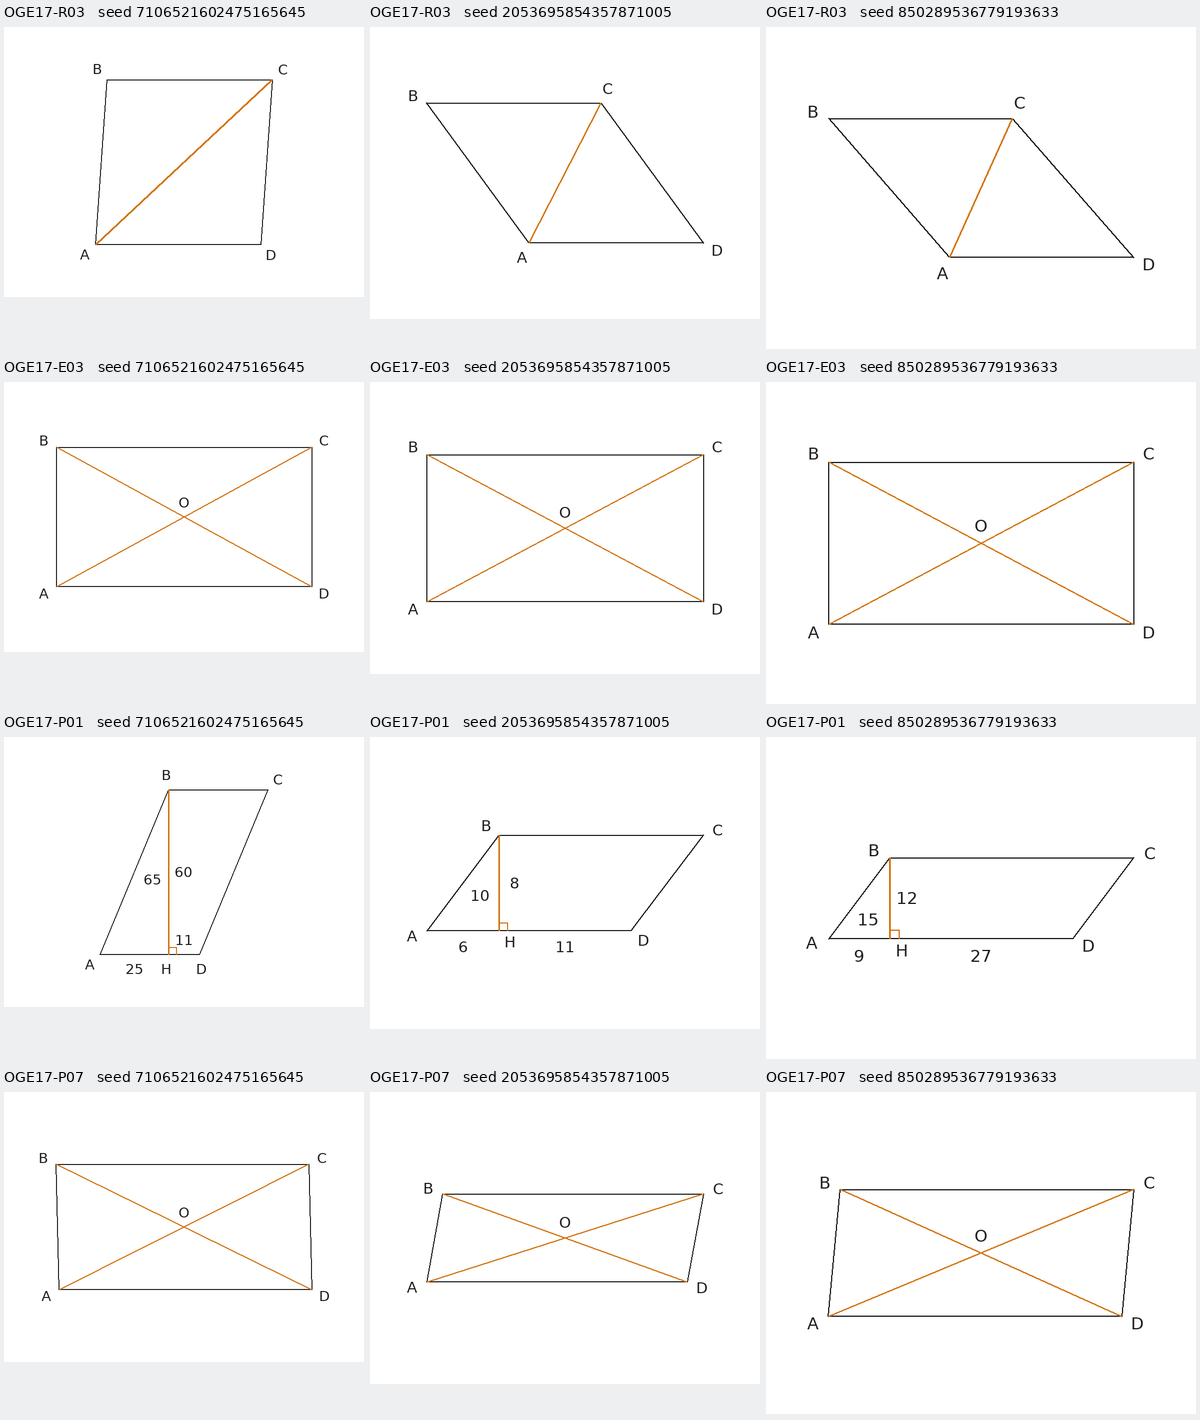 OGE17-R03 seed 7106521602475165645
OGE17-R03 seed 2053695854357871005
OGE17-R03 seed 850289536779193633
B C
A D
B C
A D
B C
A D
OGE17-E03 seed 7106521602475165645
OGE17-E03 seed 2053695854357871005
OGE17-E03 seed 850289536779193633
B C
O
A D
B C
O
A D
B C
O
A D
OGE17-P01 seed 7106521602475165645
OGE17-P01 seed 2053695854357871005
OGE17-P01 seed 850289536779193633
B C
65 60
11
A 25 H D
B C
10 8
A H D
6 11
B C
15 12
A H D
9 27
OGE17-P07 seed 7106521602475165645
OGE17-P07 seed 2053695854357871005
OGE17-P07 seed 850289536779193633
B C
O
A D
B C
O
A D
B C
O
A D